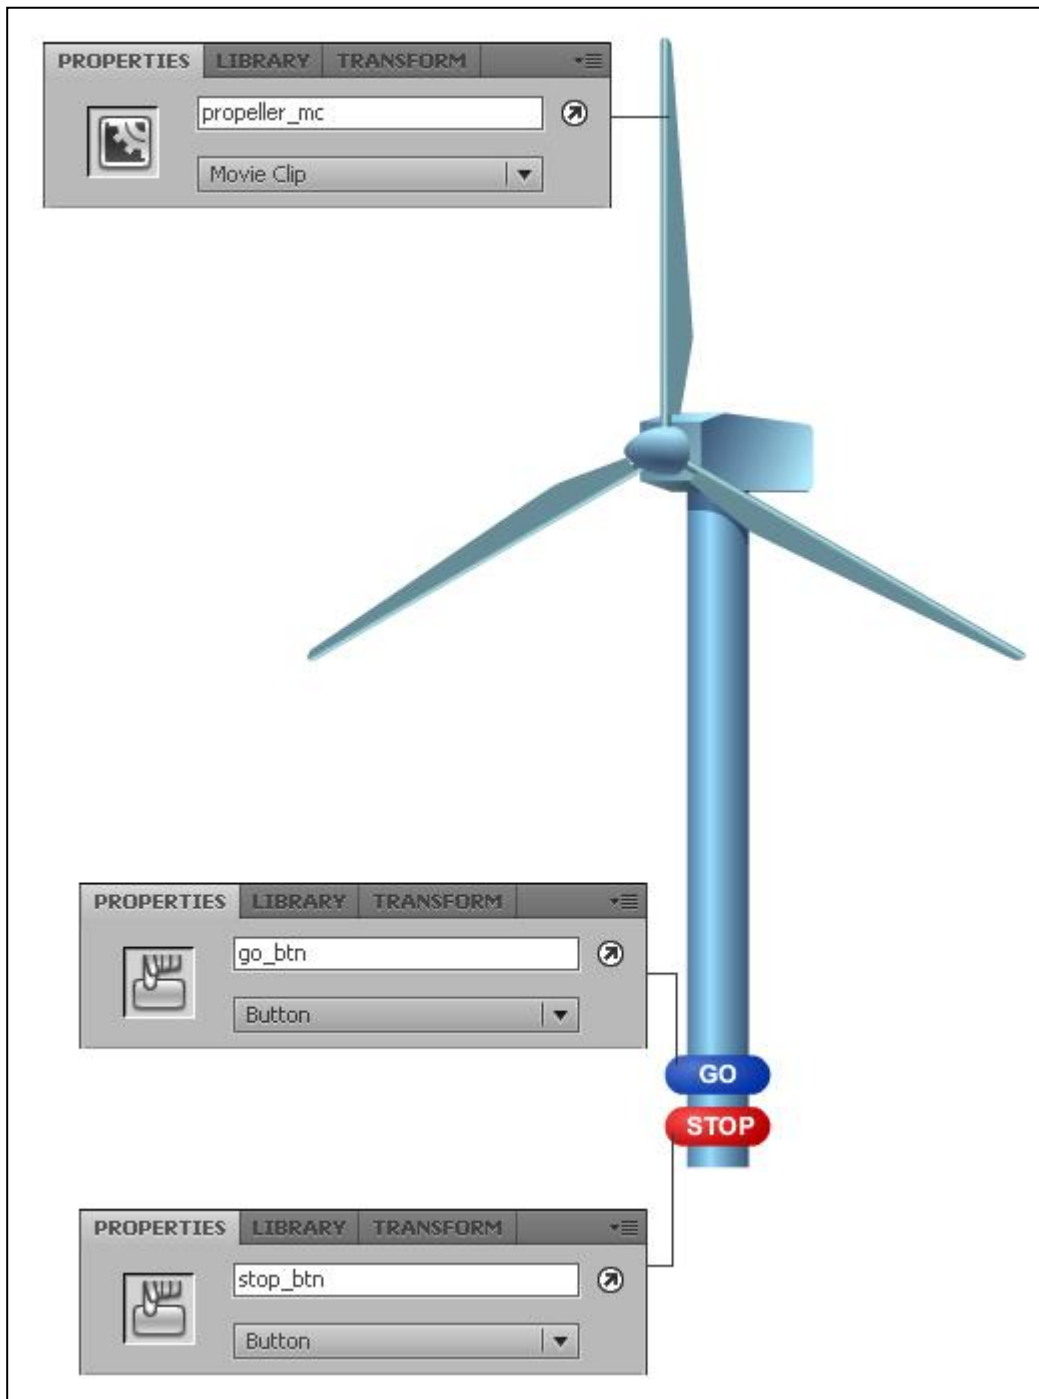 PROPERTIES LIBRARY TRANSFORM
propeller_mc
Movie Clip
PROPERTIES LIBRARY TRANSFORM
go_btn
Button
GO
STOP
PROPERTIES LIBRARY TRANSFORM
stop_btn
Button